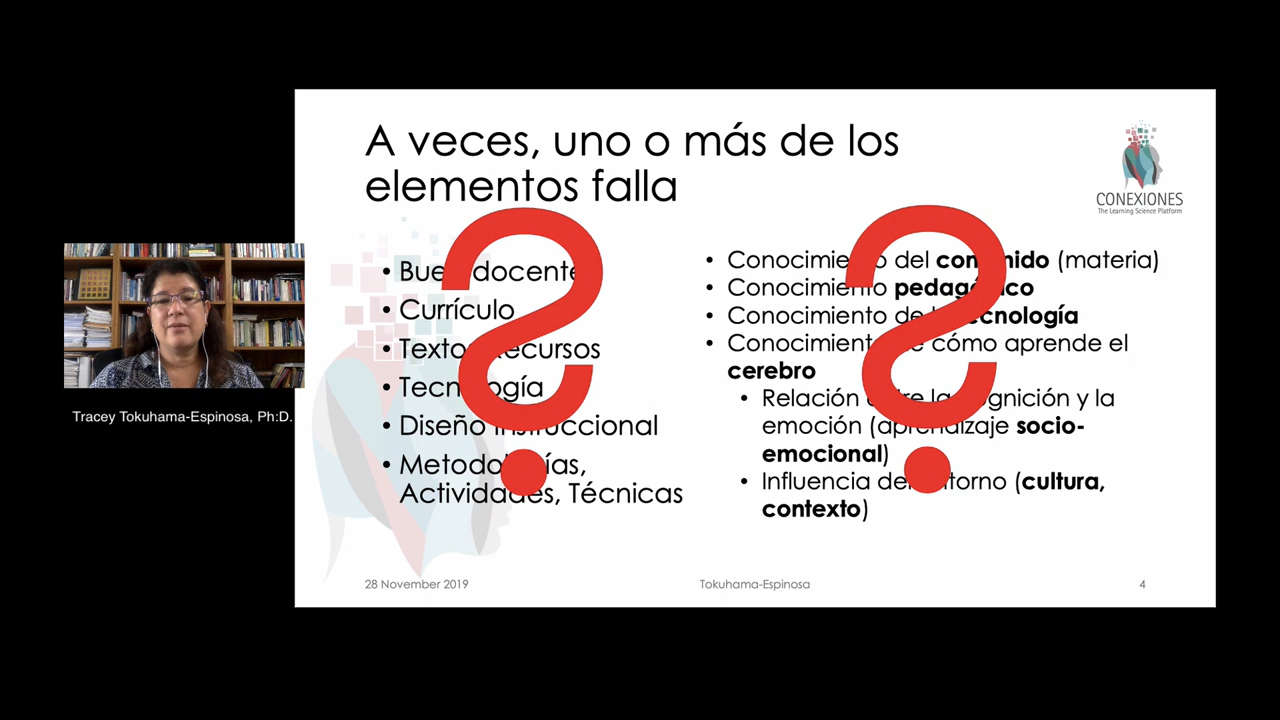 A veces, uno o más de los
elementos falla
CONEXIONES
The Learning Science Platform
• Buen docente
• Currículo
• Textos, Recursos
• Tecnología
• Diseño Instruccional
• Metodologías,
Actividades, Técnicas
• Conocimiento del contenido (materia)
• Conocimiento pedagógico
• Conocimiento de la tecnología
• Conocimiento de cómo aprende el
cerebro
• Relación entre la cognición y la
emoción (aprendizaje socio-
emocional)
• Influencia del entorno (cultura,
contexto)
? ?
Tracey Tokuhama-Espinosa, Ph:D.
28 November 2019
Tokuhama-Espinosa
4